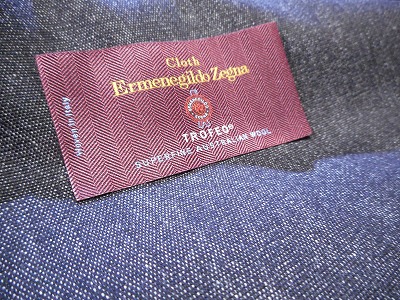 Cloth
Ermenegildo Zegna
TROFEO®
SUPERFINE AUSTRALIAN WOOL